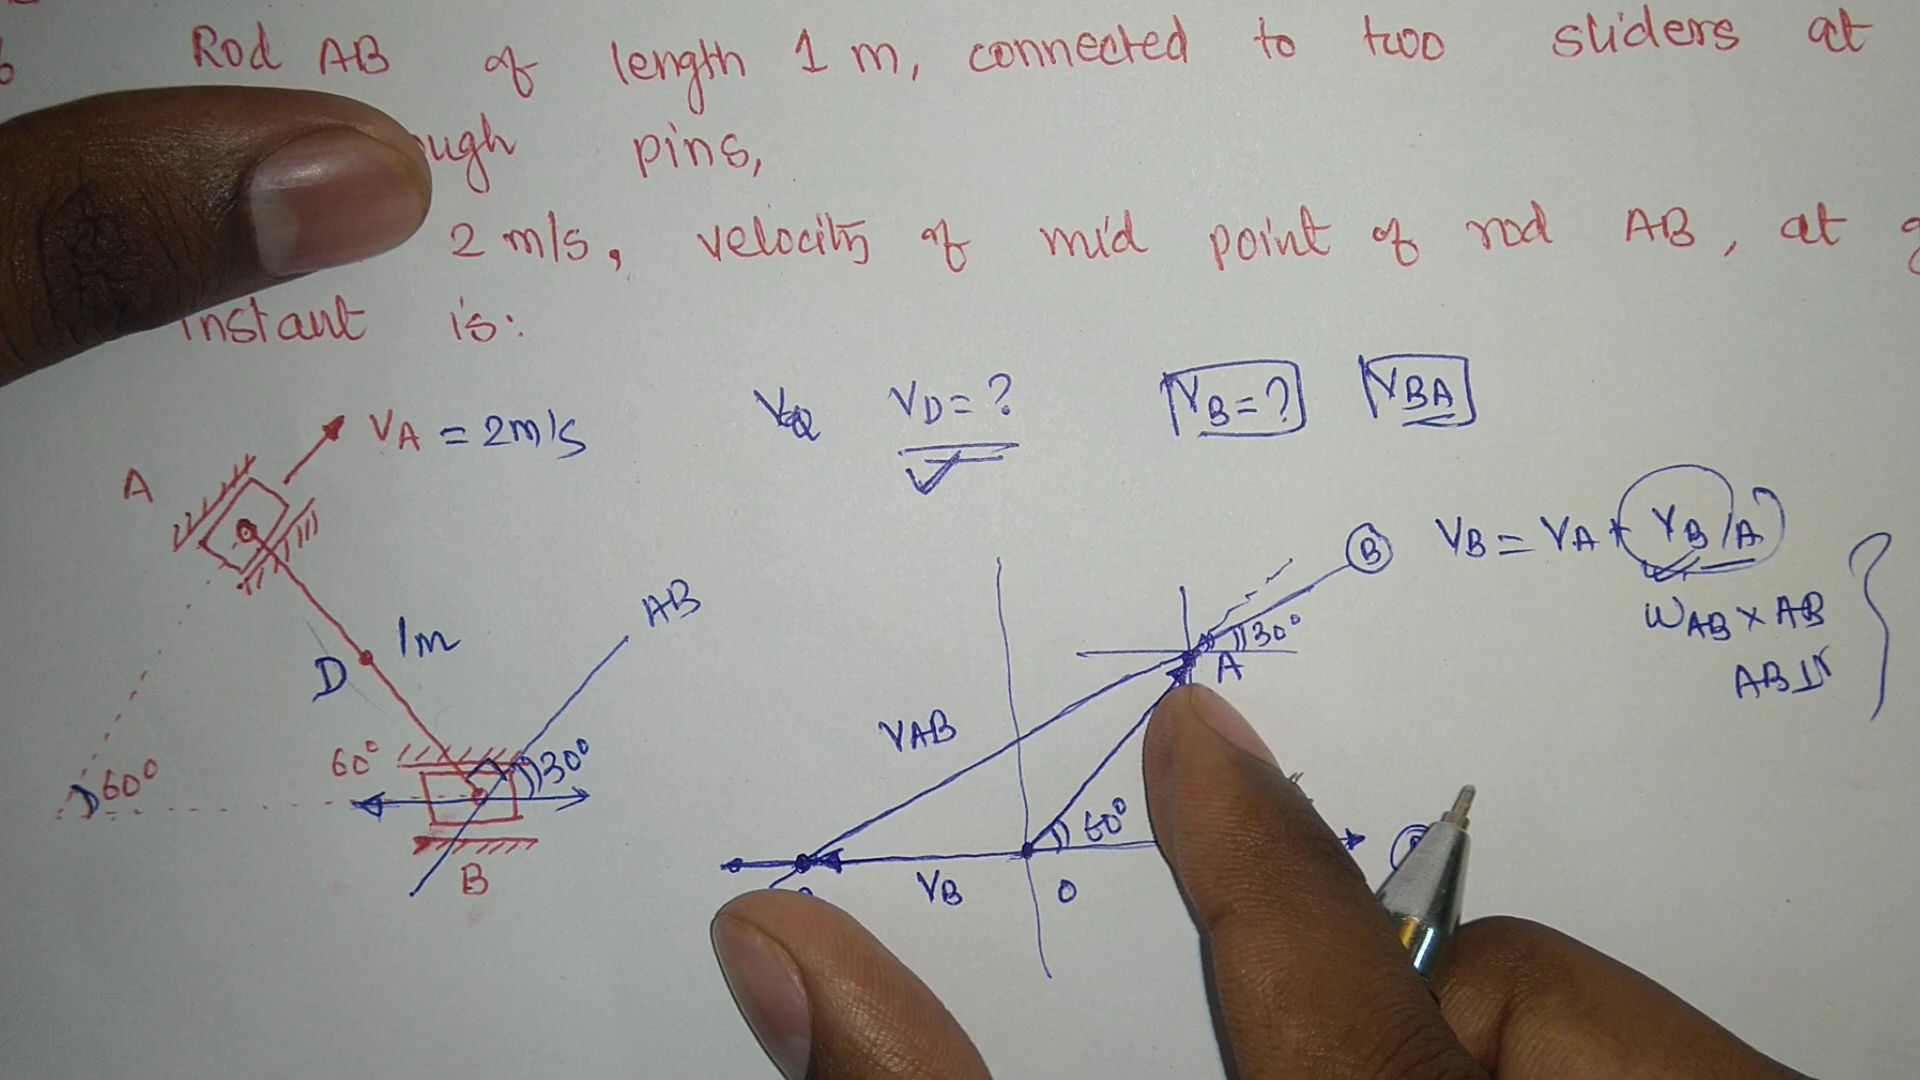 Rod AB of length 1 m, connected to two sliders at
ough pins,
2 m/s, velocity of mid point of rod AB, at
instant is:
VD = ?
VB = ?
VBA
VA = 2m/s
A
B
VB = VA + VB/A
AB
1m
D
WAB × AB
30°
A
AB ⊥r
VAB
60°
60°
30°
60°
VB
O
B